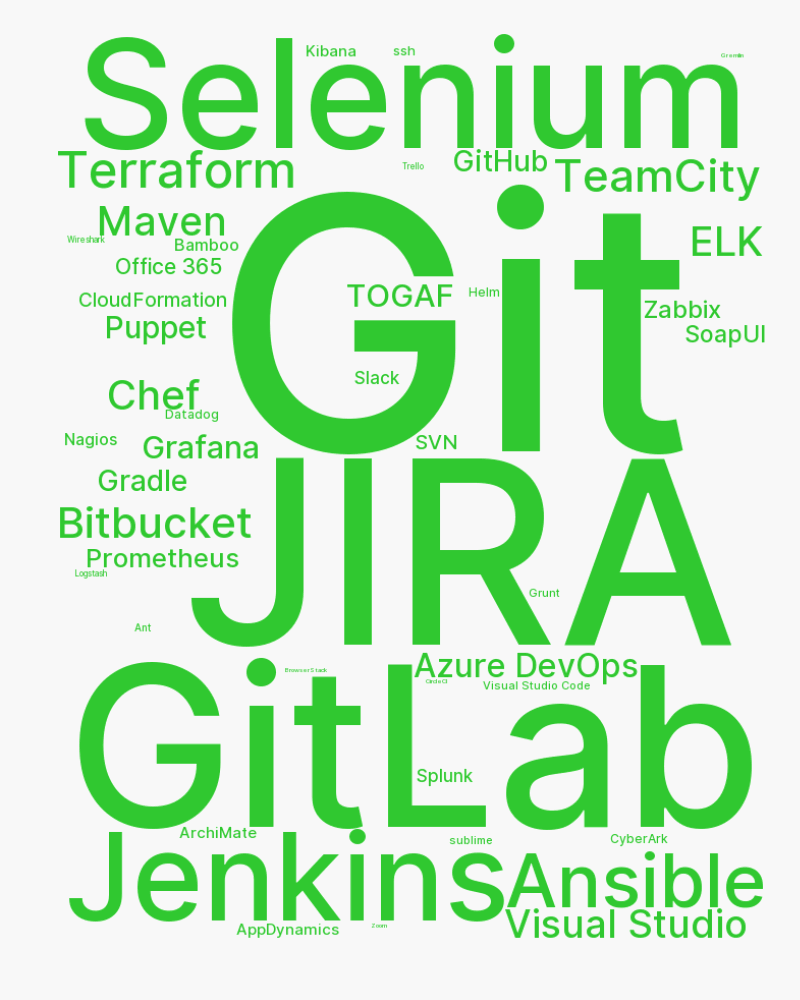 Selenium
Kibana
ssh
Gremlin
Terraform
Trello
GitHub
TeamCity
Maven
Wireshark
Bamboo
Office 365
Git
ELK
CloudFormation
TOGAF
Helm
Zabbix
Puppet
SoapUI
Slack
Chef
Datadog
Nagios
Grafana
SVN
Gradle
Bitbucket
JIRA
Prometheus
Logstash
Grunt
Ant
Azure DevOps
BrowserStack
CircleCI
Visual Studio Code
GitLab
Splunk
ArchiMate
sublime
CyberArk
Jenkins
Ansible
Visual Studio
AppDynamics
Zoom